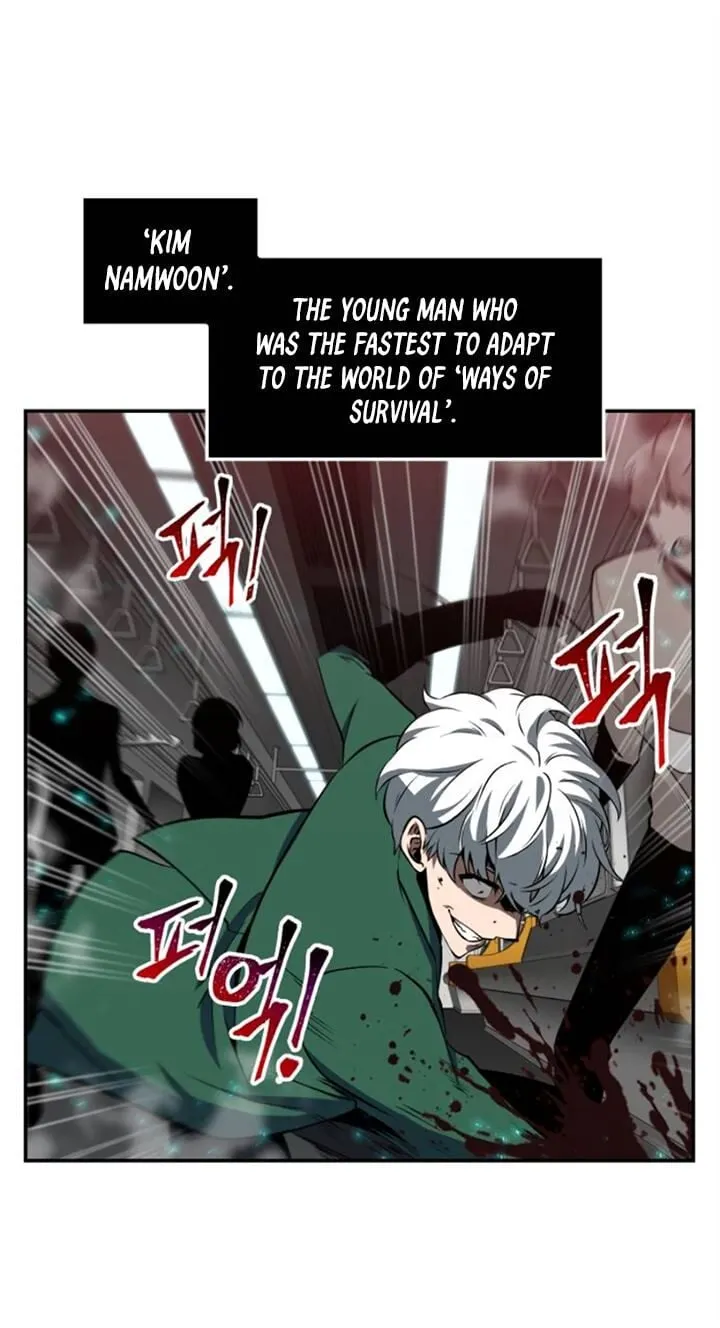 'KIM
NAMWOON'.
THE YOUNG MAN WHO
WAS THE FASTEST TO ADAPT
TO THE WORLD OF 'WAYS OF
SURVIVAL'.
퍽!
퍽
퍼억!